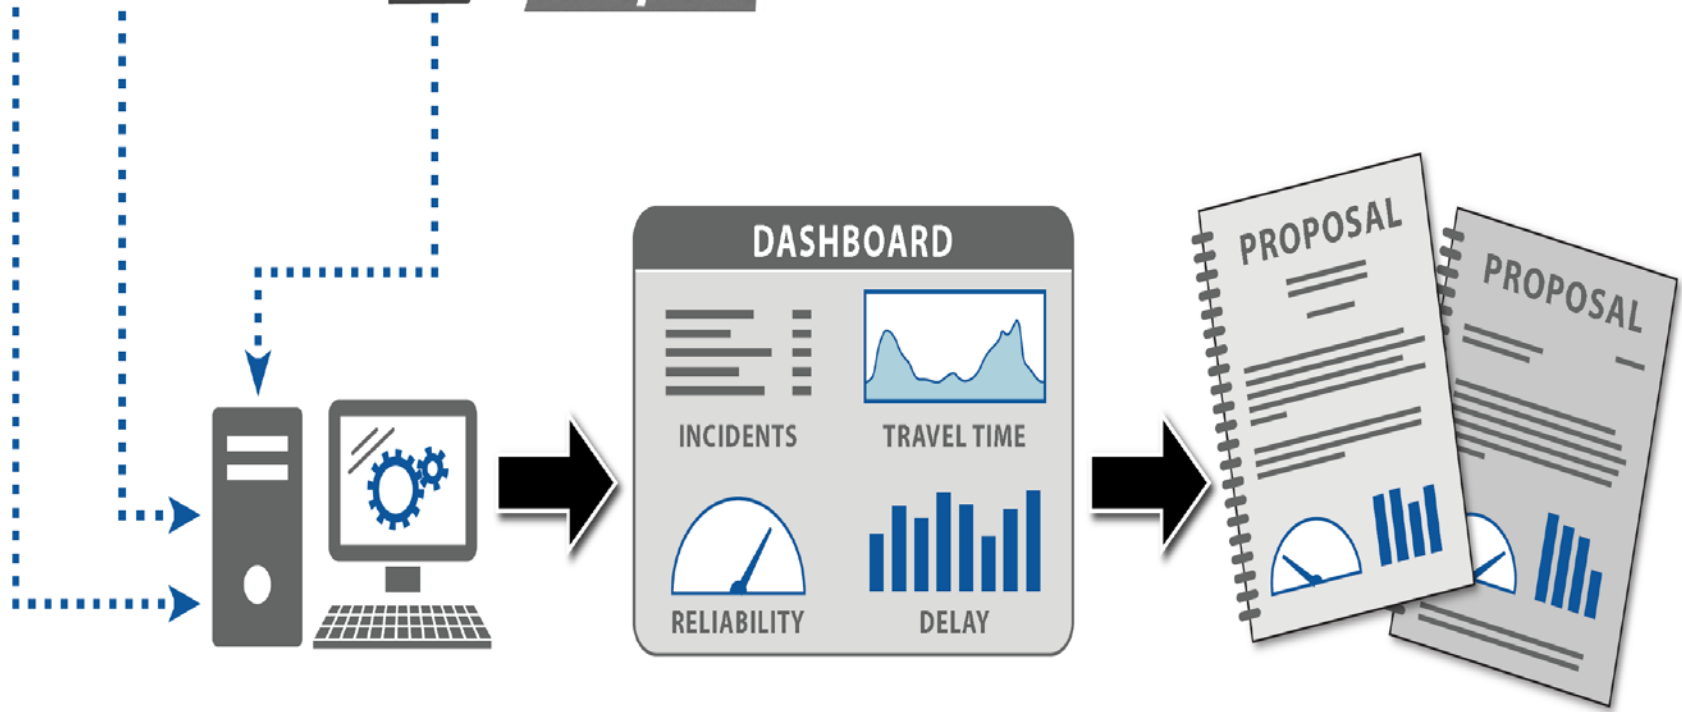 DASHBOARD
INCIDENTS
TRAVEL TIME
RELIABILITY
DELAY
PROPOSAL
PROPOSAL